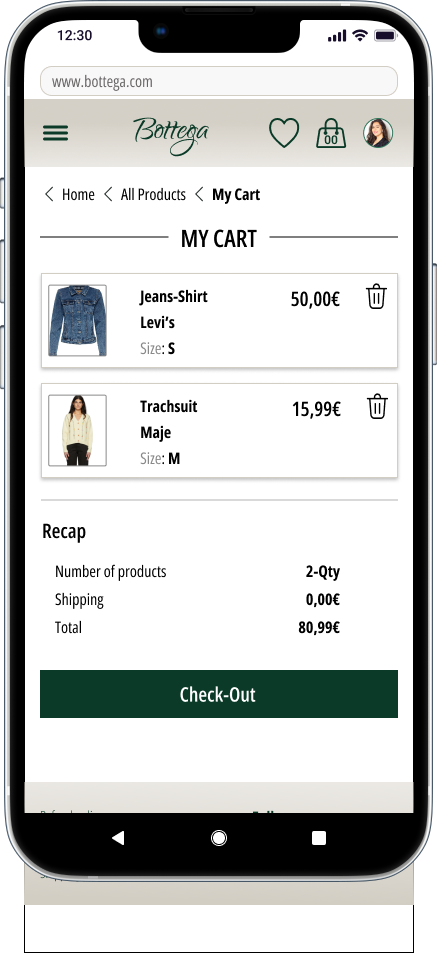 12:30
www.bottega.com
Bottega
00
Home All Products My Cart
MY CART
Jeans-Shirt 50,00€
Levi's
Size: S
Trachsuit 15,99€
Maje
Size: M
Recap
Number of products 2-Qty
Shipping 0,00€
Total 80,99€
Check-Out